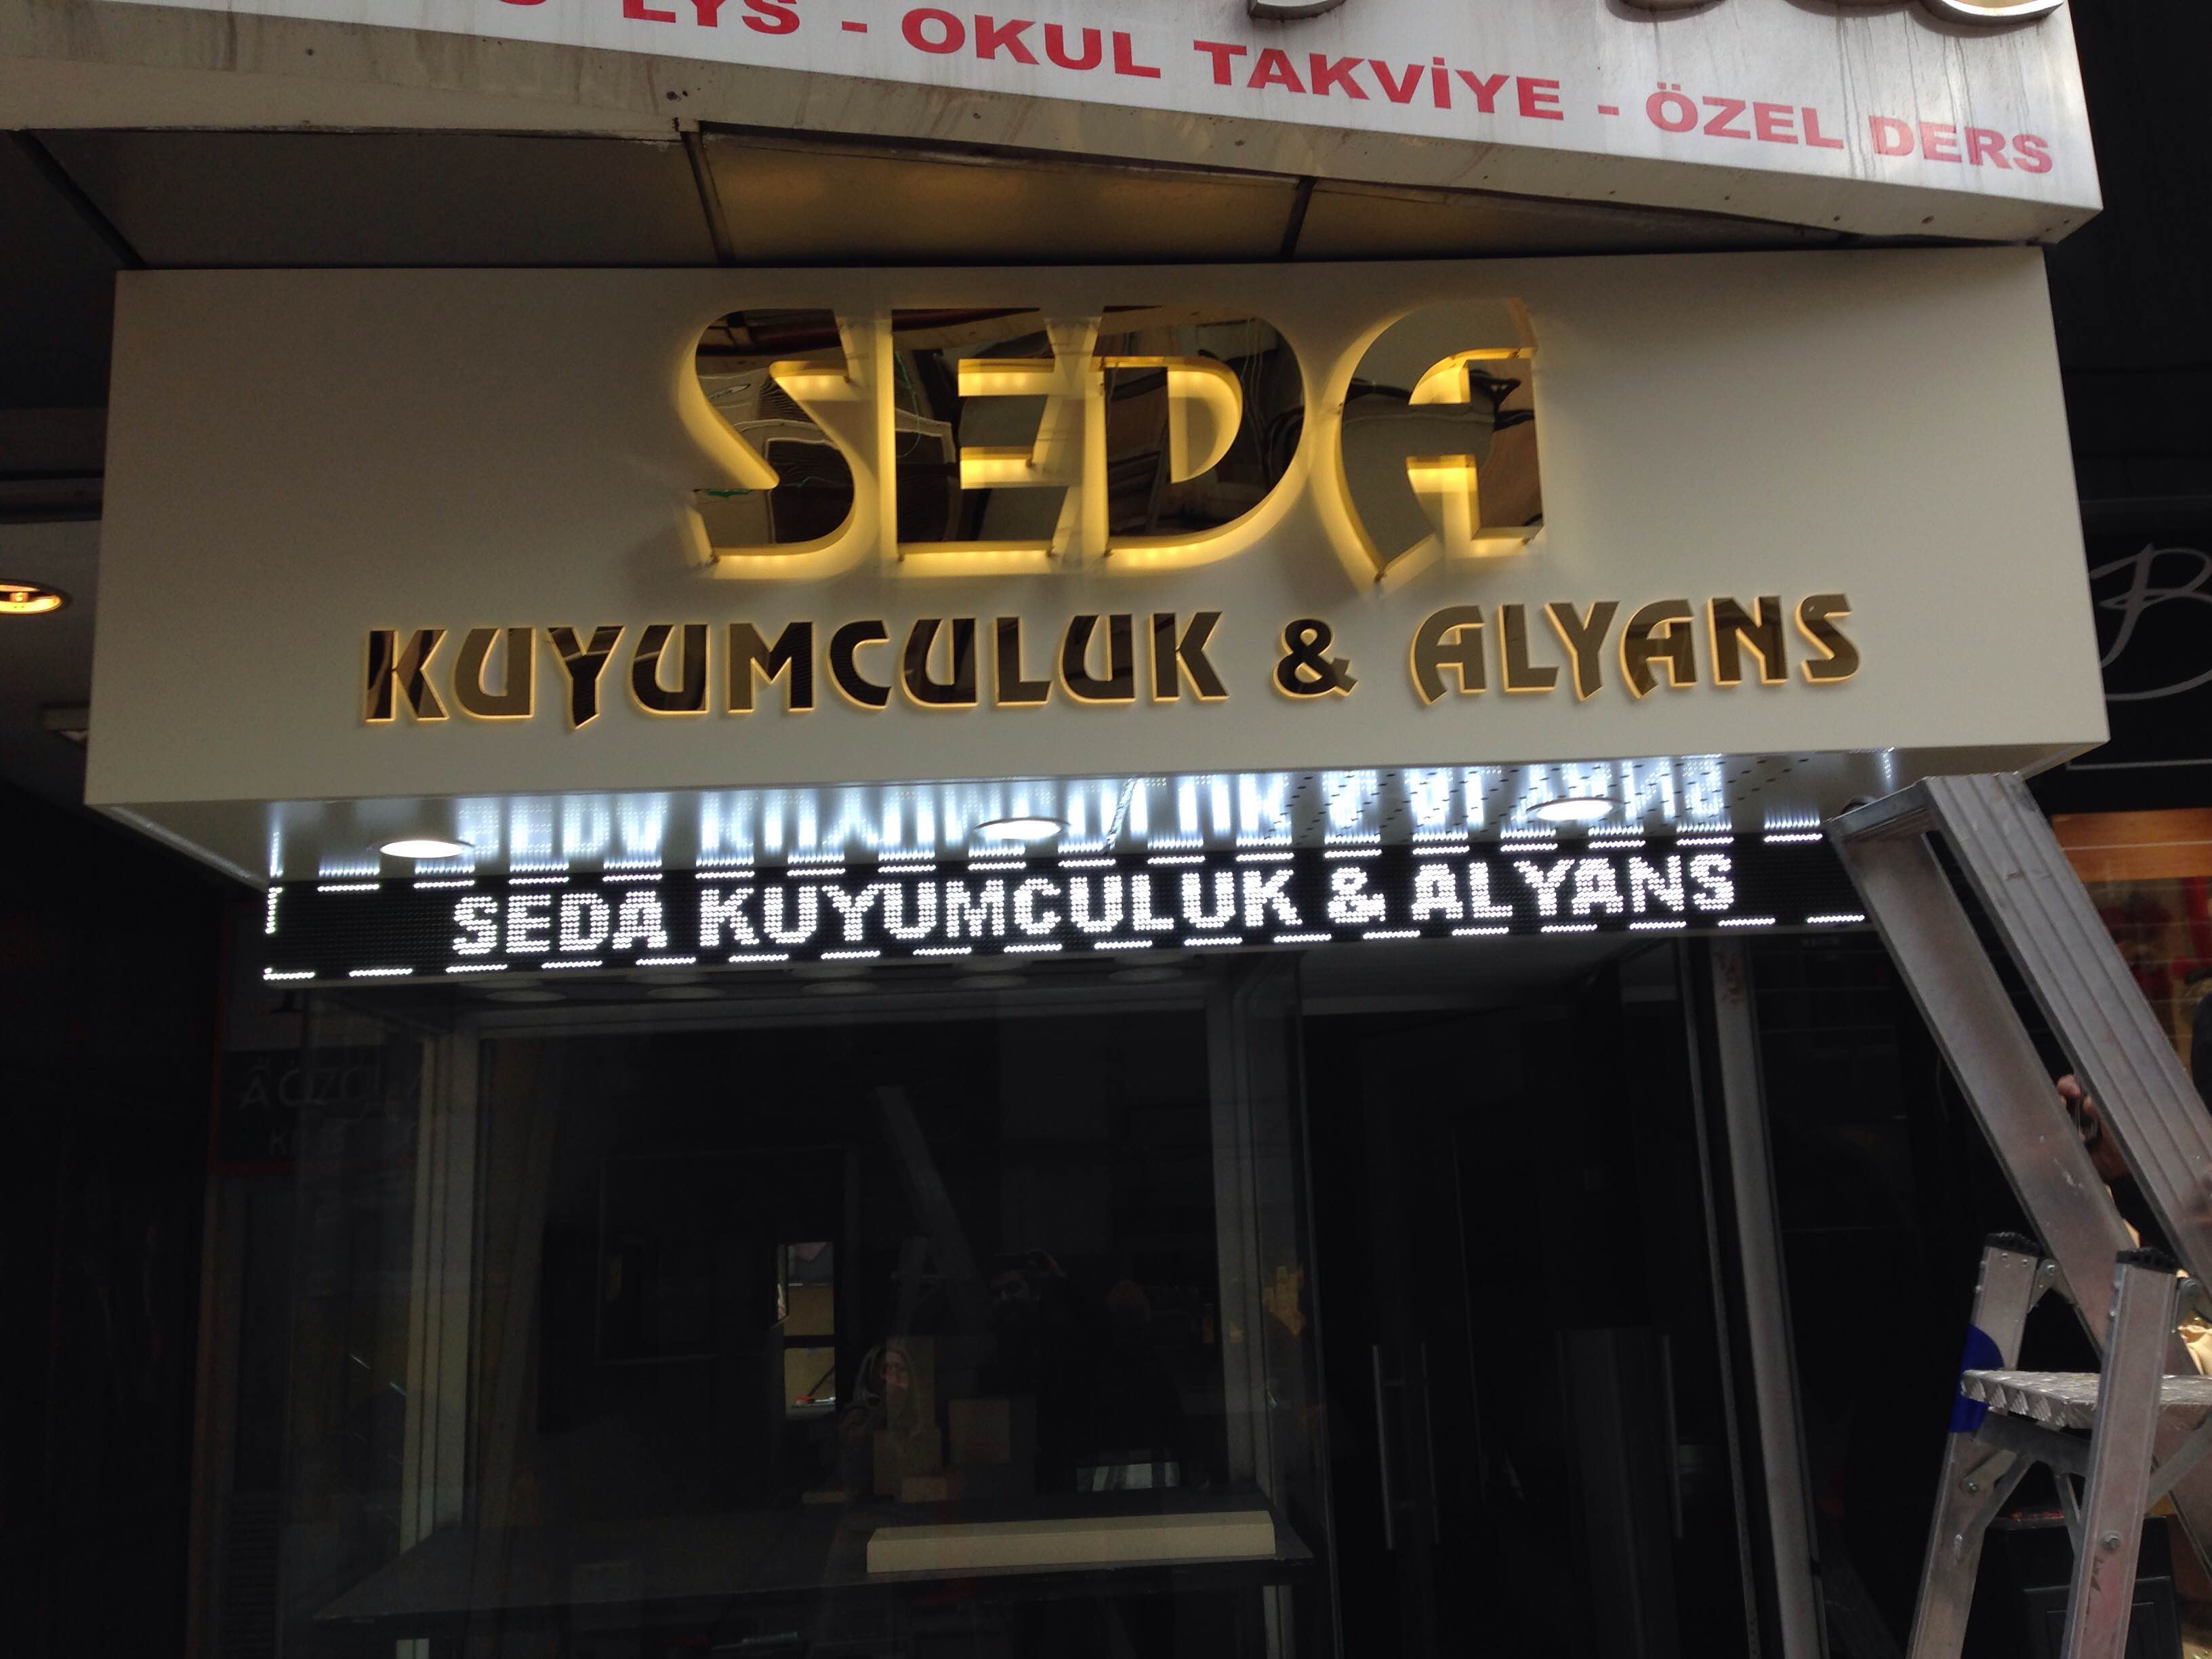 LYS - OKUL TAKVİYE - ÖZEL DERS
SEDA
KUYUMCULUK & ALYANS
SEDA KUYUMCULUK & ALYANS